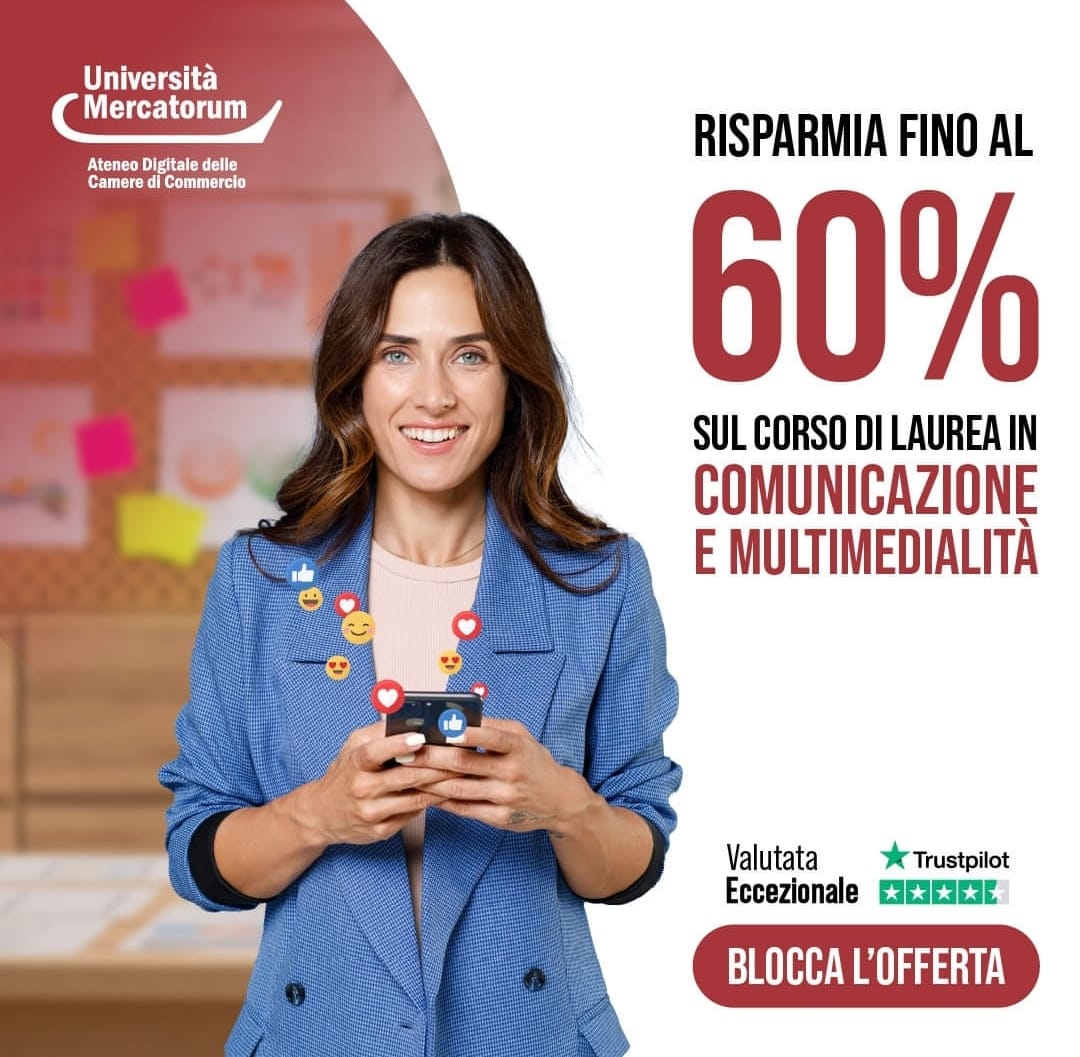 Università
Mercatorum
Ateneo Digitale delle
Camere di Commercio
RISPARMIA FINO AL
60%
SUL CORSO DI LAUREA IN
COMUNICAZIONE
E MULTIMEDIALITÀ
Valutata
Eccezionale
Trustpilot
BLOCCA L'OFFERTA